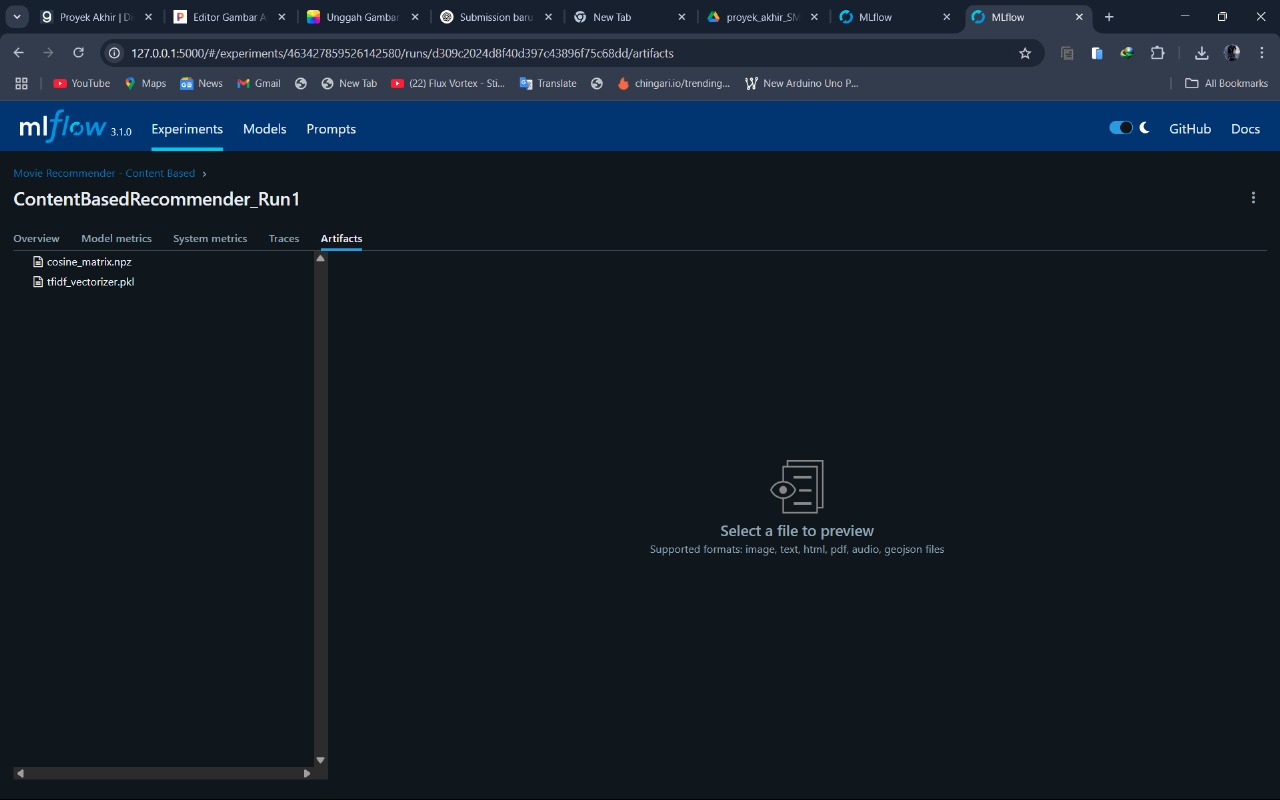 Proyek Akhir | Di
Editor Gambar A
Unggah Gambar
Submission baru
New Tab
proyek_akhir_SM
MLflow
MLflow
127.0.0.1:5000/#/experiments/463427859526142580/runs/d309c2024d8f40d397c43896f75c68dd/artifacts
YouTube
Maps
News
Gmail
New Tab
(22) Flux Vortex - Sti...
Translate
chingari.io/trending...
New Arduino Uno P...
All Bookmarks
mlflow 3.1.0
Experiments
Models
Prompts
GitHub
Docs
Movie Recommender - Content Based
ContentBasedRecommender_Run1
Overview
Model metrics
System metrics
Traces
Artifacts
cosine_matrix.npz
tfidf_vectorizer.pkl
Select a file to preview
Supported formats: image, text, html, pdf, audio, geojson files